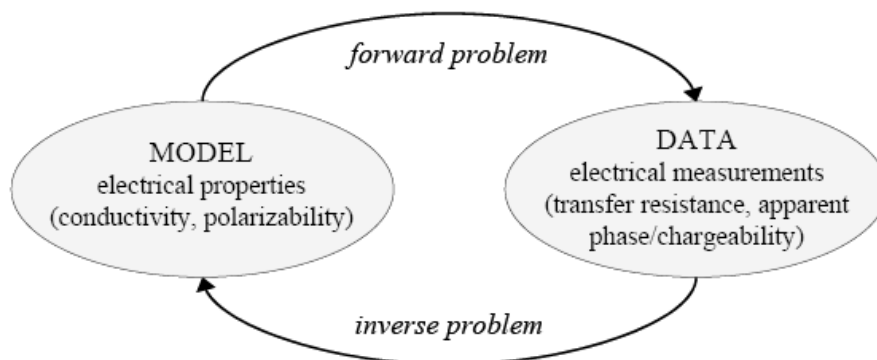 forward problem
MODEL
electrical properties
(conductivity, polarizability)
DATA
electrical measurements
(transfer resistance, apparent
phase/chargeability)
inverse problem